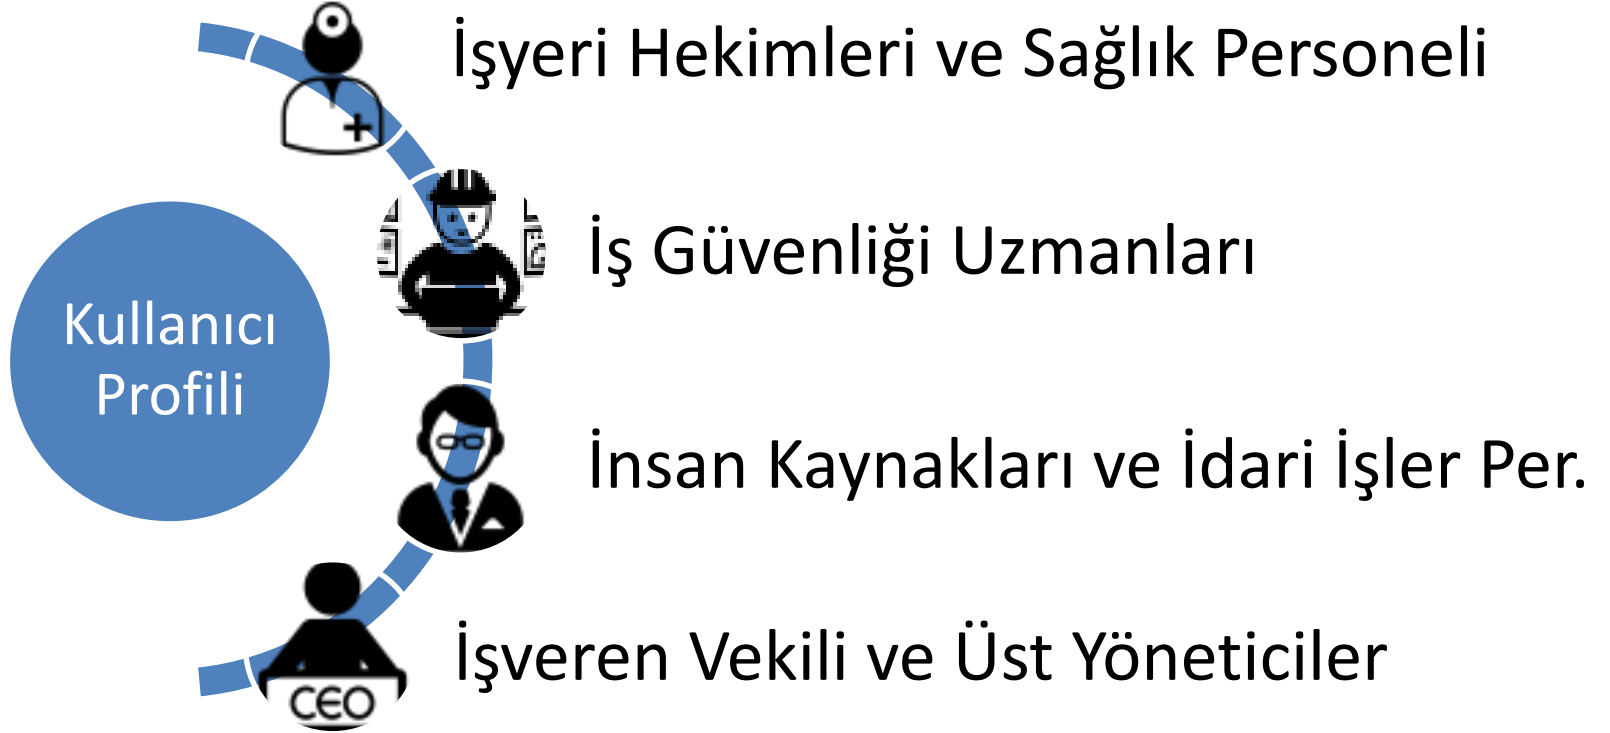 İşyeri Hekimleri ve Sağlık Personeli
İş Güvenliği Uzmanları
Kullanıcı
Profili
İnsan Kaynakları ve İdari İşler Per.
İşveren Vekili ve Üst Yöneticiler
CEO